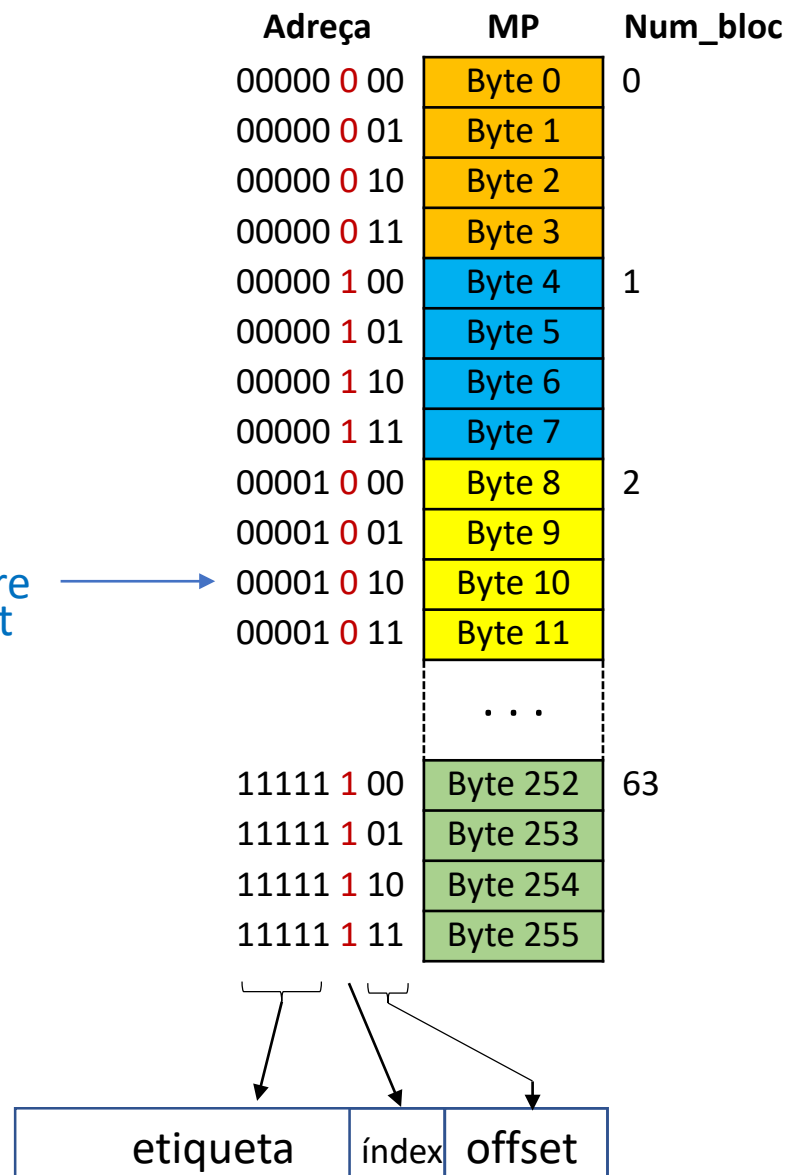 Adreça MP Num_bloc
00000 0 00 Byte 0 0
00000 0 01 Byte 1
00000 0 10 Byte 2
00000 0 11 Byte 3
00000 1 00 Byte 4 1
00000 1 01 Byte 5
00000 1 10 Byte 6
00000 1 11 Byte 7
00001 0 00 Byte 8 2
00001 0 01 Byte 9
re 00001 0 10 Byte 10
t 00001 0 11 Byte 11
. . .
11111 1 00 Byte 252 63
11111 1 01 Byte 253
11111 1 10 Byte 254
11111 1 11 Byte 255
etiqueta índex offset